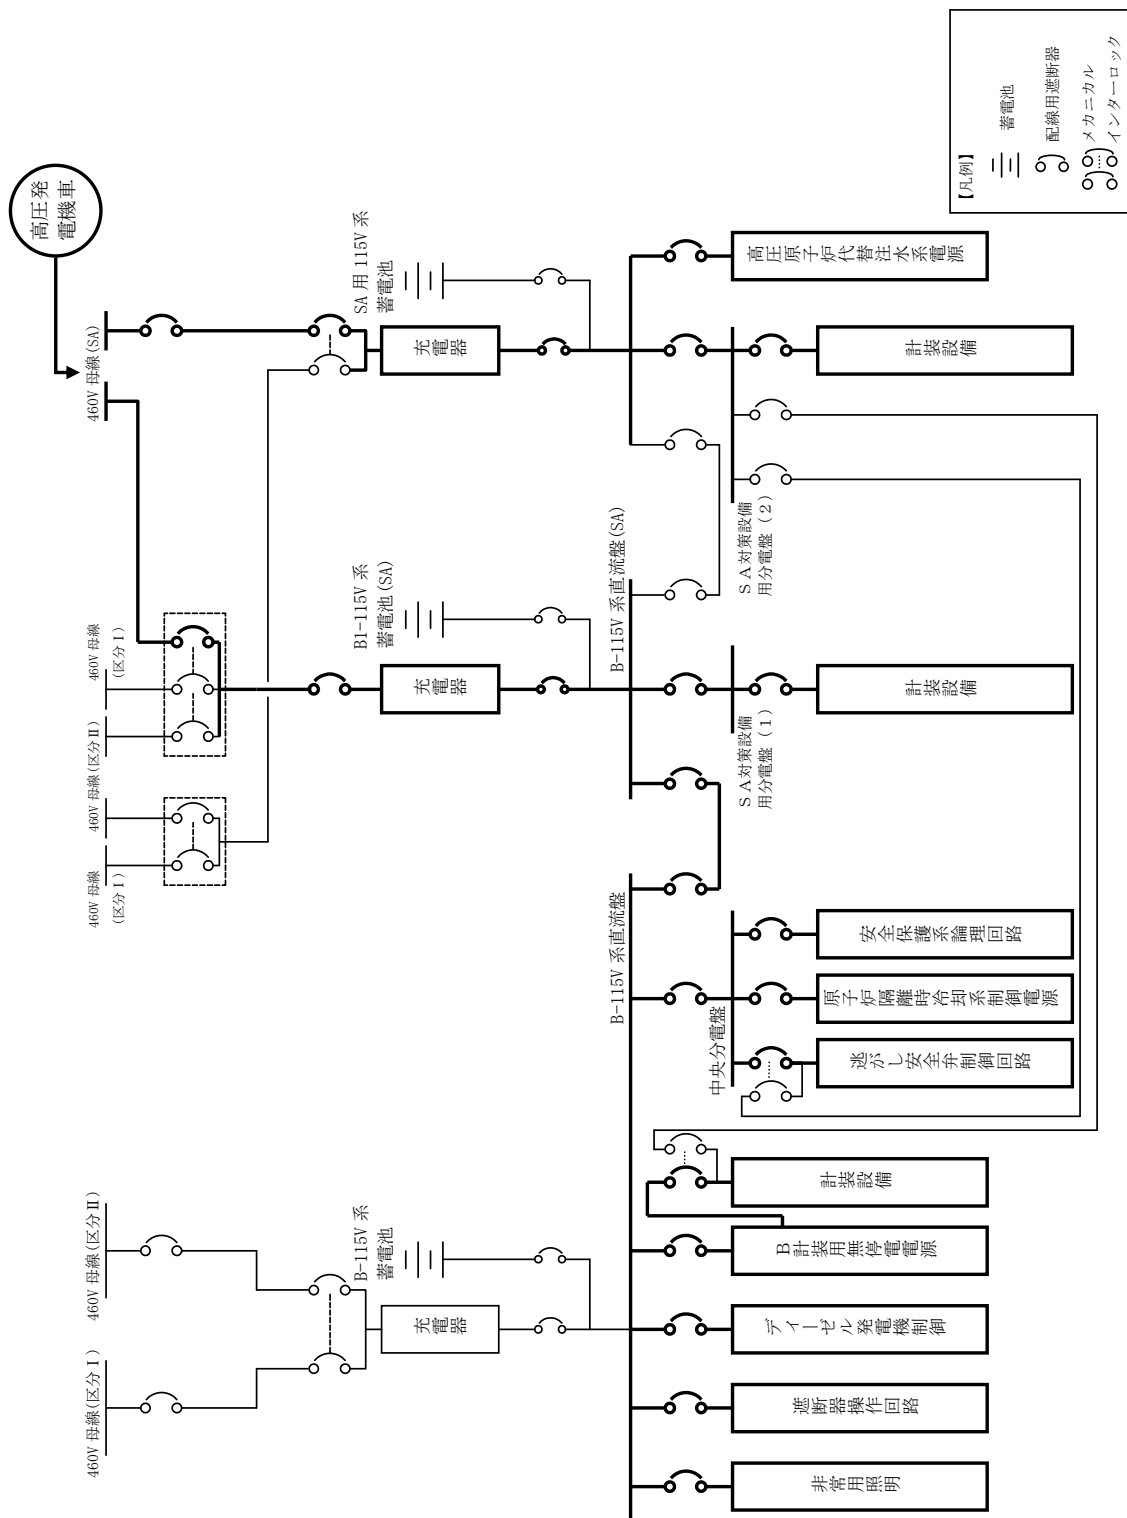 高圧発
電機車
460V 母線(SA)
460V 母線
(区分Ⅰ)
460V 母線(区分Ⅱ)
460V 母線
(区分Ⅰ)
460V 母線(区分Ⅱ)
460V 母線(区分Ⅰ)
SA 用 115V 系
蓄電池
B1-115V 系
蓄電池(SA)
B-115V 系
蓄電池
充電器
充電器
充電器
B-115V 系直流盤(SA)
B-115V 系直流盤
SA対策設備
用分電盤(2)
SA対策設備
用分電盤(1)
中央分電盤
高圧原子炉代替注水系電源
計装設備
計装設備
安全保護系論理回路
原子炉隔離時冷却系制御電源
逃がし安全弁制御回路
計装設備
B計装用無停電電源
ディーゼル発電機制御
遮断器操作回路
非常用照明
【凡例】
蓄電池
配線用遮断器
メカニカル
インターロック